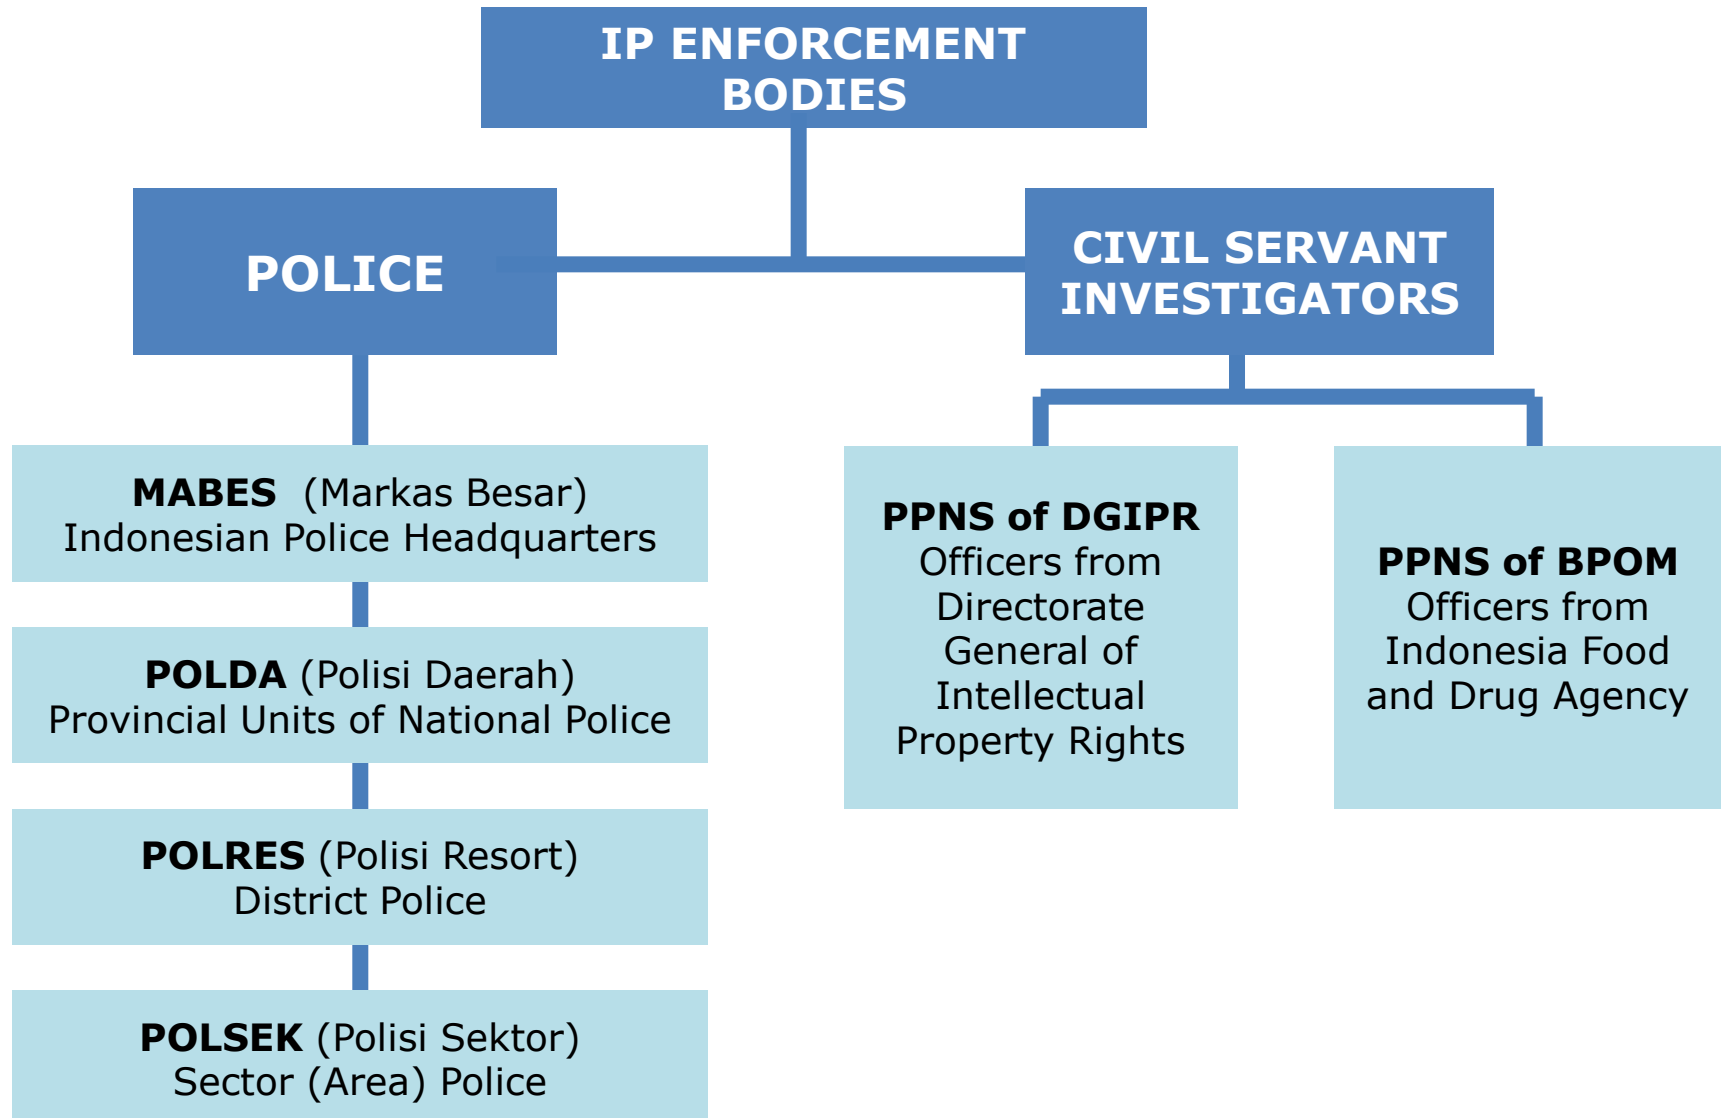 IP ENFORCEMENT
BODIES
POLICE
CIVIL SERVANT
INVESTIGATORS
MABES  (Markas Besar)
Indonesian Police Headquarters
POLDA (Polisi Daerah)
Provincial Units of National Police
POLRES (Polisi Resort)
District Police
POLSEK (Polisi Sektor)
Sector (Area) Police
PPNS of DGIPR
Officers from
Directorate
General of
Intellectual
Property Rights
PPNS of BPOM
Officers from
Indonesia Food
and Drug Agency